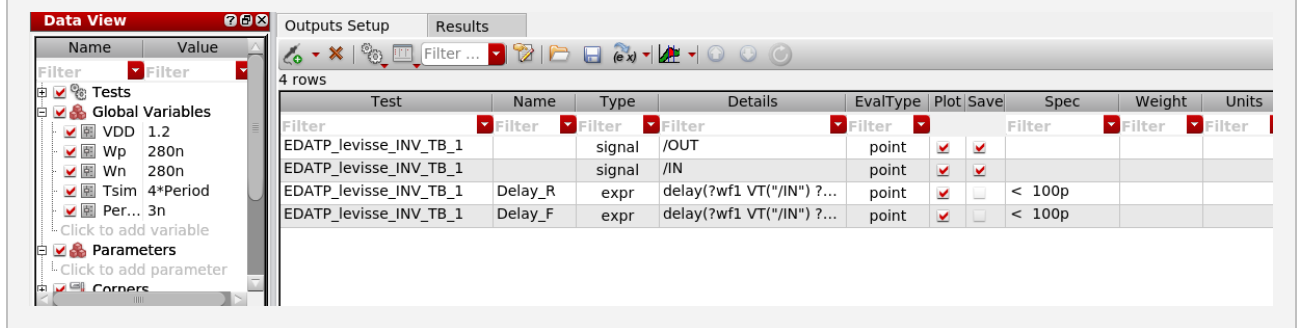 Data View
Name Value
Filter Filter
Tests
Global Variables
VDD 1.2
Wp 280n
Wn 280n
Tsim 4*Period
Per... 3n
Click to add variable
Parameters
Click to add parameter
Corners
Outputs Setup Results
Filter ...
(e x)
4 rows
Test Name Type Details EvalType Plot Save Spec Weight Units
Filter Filter Filter Filter Filter Filter Filter Filter
EDATP_levisse_INV_TB_1 signal /OUT point
EDATP_levisse_INV_TB_1 signal /IN point
EDATP_levisse_INV_TB_1 Delay_R expr delay(?wf1 VT("/IN") ?... point < 100p
EDATP_levisse_INV_TB_1 Delay_F expr delay(?wf1 VT("/IN") ?... point < 100p